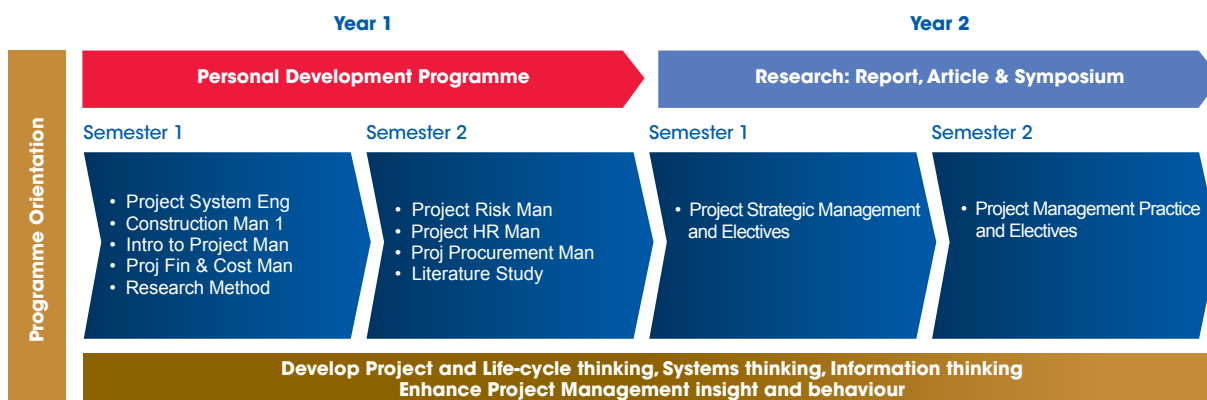 Year 1
Year 2
Programme Orientation
Personal Development Programme
Research: Report, Article & Symposium
Semester 1
Semester 2
Semester 1
Semester 2
• Project System Eng
• Construction Man 1
• Intro to Project Man
• Proj Fin & Cost Man
• Research Method
• Project Risk Man
• Project HR Man
• Proj Procurement Man
• Literature Study
• Project Strategic Management
and Electives
• Project Management Practice
and Electives
Develop Project and Life-cycle thinking, Systems thinking, Information thinking
Enhance Project Management insight and behaviour